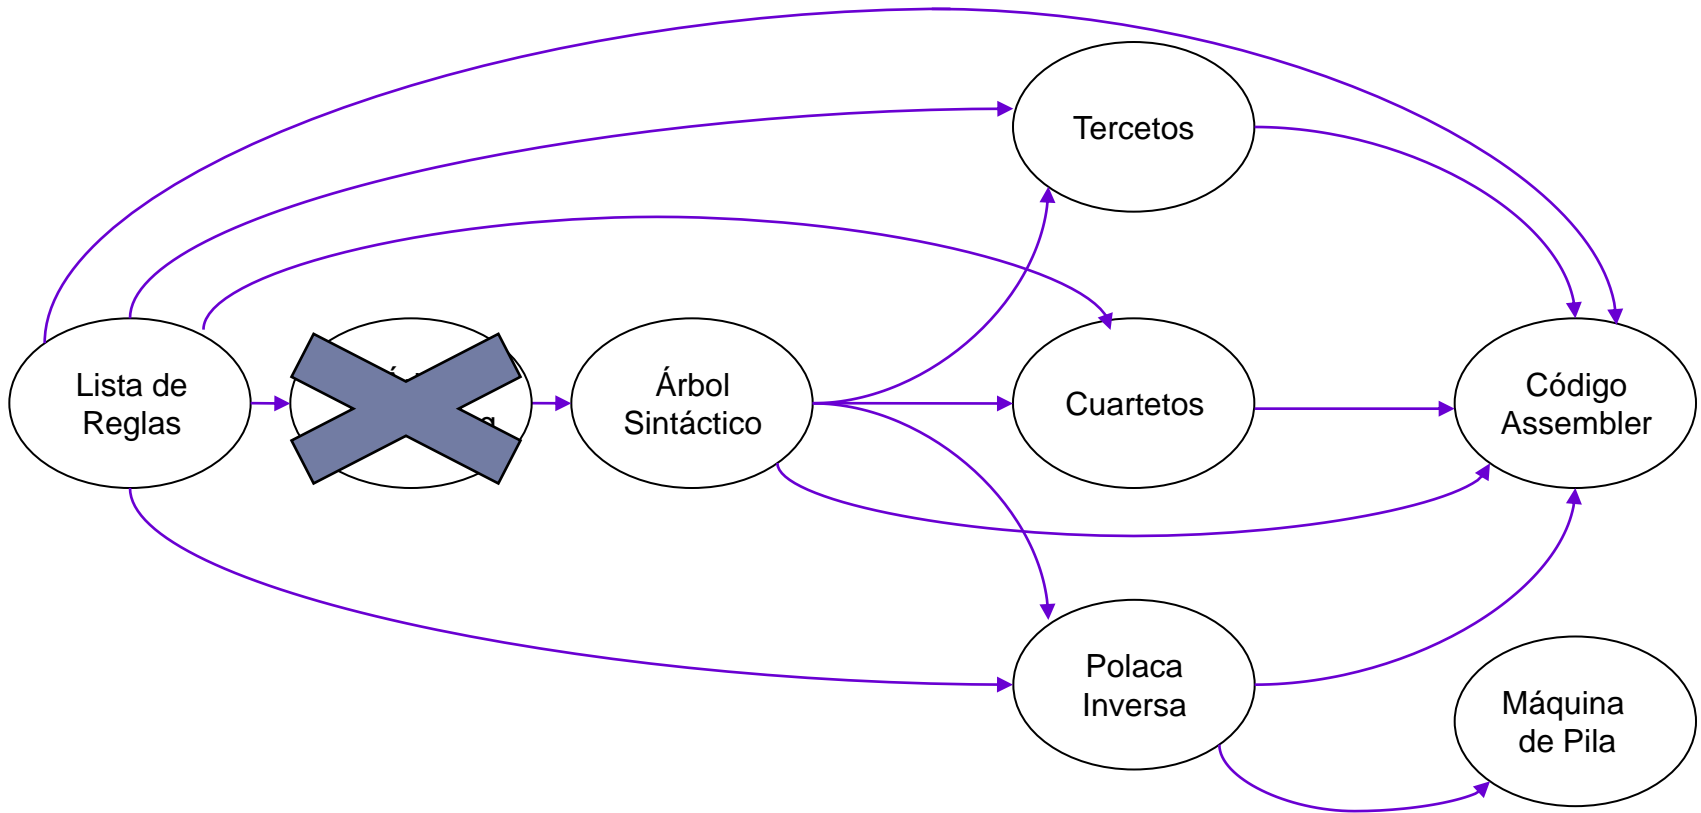 Tercetos
Lista de
Reglas
Árbol
Sintáctico
Cuartetos
Código
Assembler
Polaca
Inversa
Máquina
de Pila